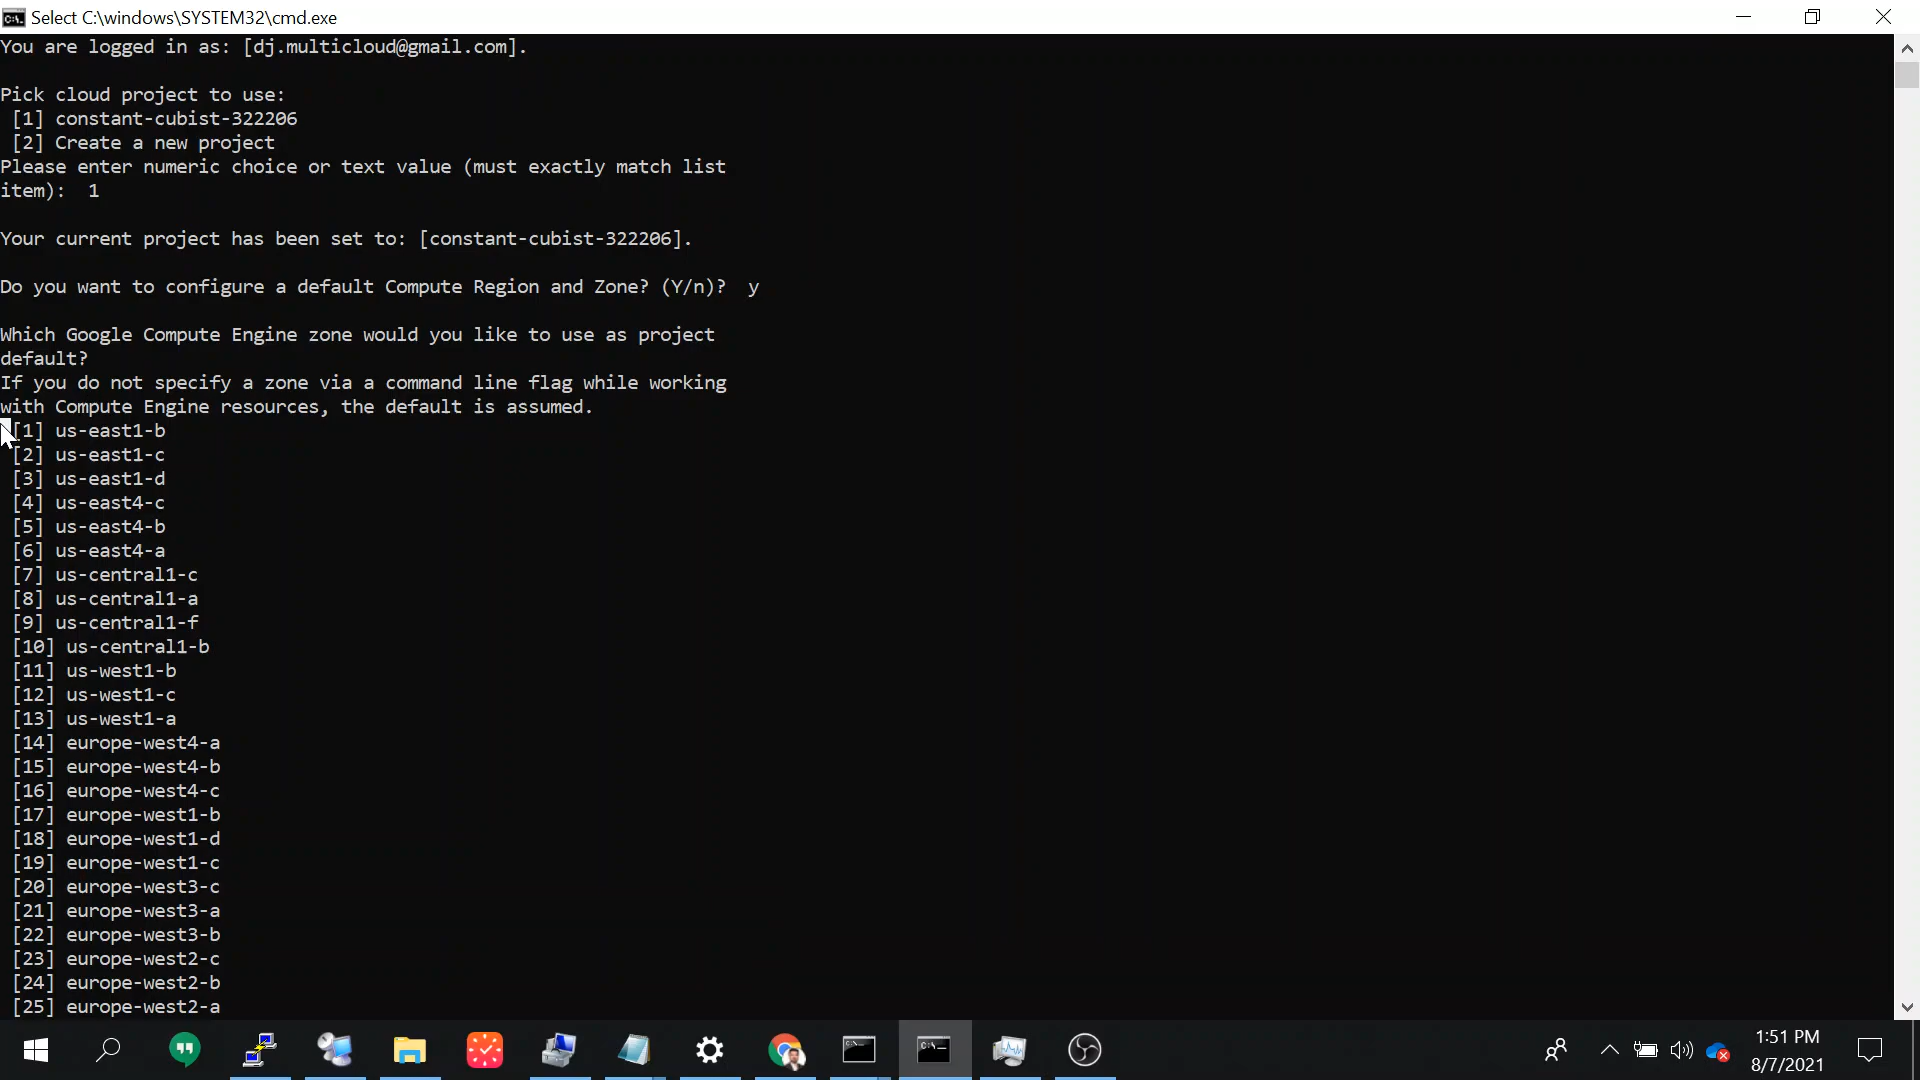 Select C:\windows\SYSTEM32\cmd.exe
You are logged in as: [dj.multicloud@gmail.com].
Pick cloud project to use:
[1] constant-cubist-322206
[2] Create a new project
Please enter numeric choice or text value (must exactly match list
item):  1
Your current project has been set to: [constant-cubist-322206].
Do you want to configure a default Compute Region and Zone? (Y/n)?  y
Which Google Compute Engine zone would you like to use as project
default?
If you do not specify a zone via a command line flag while working
with Compute Engine resources, the default is assumed.
[1] us-east1-b
[2] us-east1-c
[3] us-east1-d
[4] us-east4-c
[5] us-east4-b
[6] us-east4-a
[7] us-central1-c
[8] us-central1-a
[9] us-central1-f
[10] us-central1-b
[11] us-west1-b
[12] us-west1-c
[13] us-west1-a
[14] europe-west4-a
[15] europe-west4-b
[16] europe-west4-c
[17] europe-west1-b
[18] europe-west1-d
[19] europe-west1-c
[20] europe-west3-c
[21] europe-west3-a
[22] europe-west3-b
[23] europe-west2-c
[24] europe-west2-b
[25] europe-west2-a
1:51 PM
8/7/2021